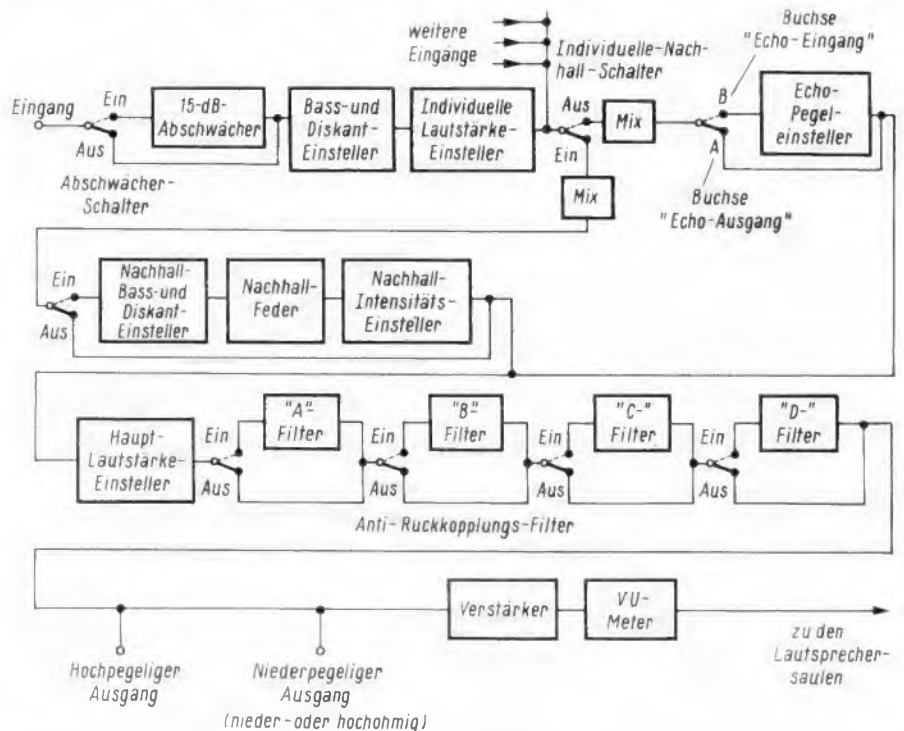 weitere
Eingänge
Individuelle-Nach-
hall-Schalter
Buchse
"Echo-Eingang"
Eingang
Ein
Aus
15-dB-
Abschwächer
Abschwächer-
Schalter
Bass-und
Diskant-
Einsteller
Individuelle
Lautstärke-
Einsteller
Aus
Ein
Mix
Mix
B
A
Echo-
Pegel-
einsteller
Buchse
"Echo-Ausgang"
Ein
Aus
Nachhall-
Bass-und
Diskant-
Einsteller
Nachhall-
Feder
Nachhall-
Intensitäts-
Einsteller
Haupt-
Lautstärke-
Einsteller
Ein
Aus
"A"-
Filter
Ein
Aus
"B"-
Filter
Ein
Aus
"C-"
Filter
Ein
Aus
"D-"
Filter
Anti-Rückkopplungs-Filter
Hochpegeliger
Ausgang
Niederpegeliger
Ausgang
(nieder-oder hochohmig)
Verstärker
VU-
Meter
zu den
Lautsprecher-
säulen